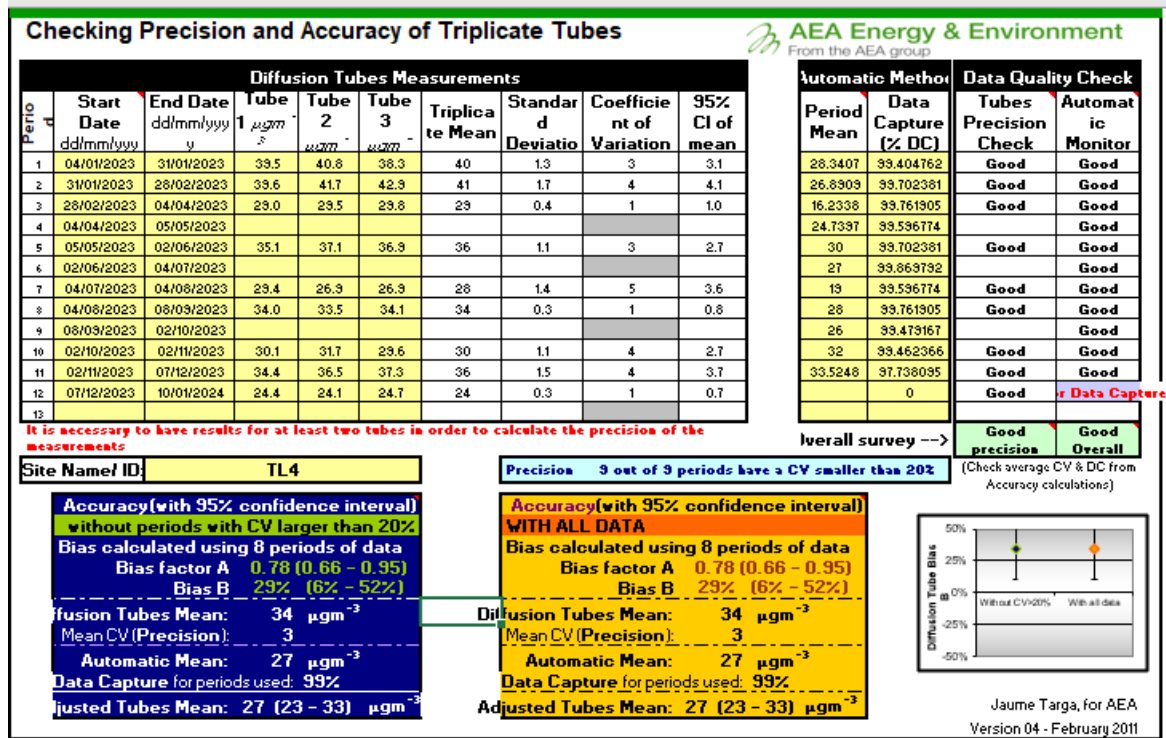 Checking Precision and Accuracy of Triplicate Tubes
AEA Energy & Environment
From the AEA group
Diffusion Tubes Measurements
Automatic Method
Data Quality Check
Period Start Date dd/mm/yyy End Date dd/mm/yyy y Tube 1 µgm⁻³ Tube 2 µgm⁻ Tube 3 µgm⁻ Triplica te Mean Standar d Deviatio Coefficie nt of Variation 95% CI of mean Period Mean Data Capture (% DC) Tubes Precision Check Automat ic Monitor
1 04/01/2023 31/01/2023 39.5 40.8 38.3 40 1.3 3 3.1 28.3407 99.404762 Good Good
2 31/01/2023 28/02/2023 39.6 41.7 42.9 41 1.7 4 4.1 26.8909 99.702381 Good Good
3 28/02/2023 04/04/2023 29.0 29.5 29.8 29 0.4 1 1.0 16.2338 99.761905 Good Good
4 04/04/2023 05/05/2023 24.7397 99.596774 Good
5 05/05/2023 02/06/2023 35.1 37.1 36.9 36 1.1 3 2.7 30 99.702381 Good Good
6 02/06/2023 04/07/2023 27 99.869792 Good
7 04/07/2023 04/08/2023 29.4 26.9 26.9 28 1.4 5 3.6 19 99.596774 Good Good
8 04/08/2023 08/09/2023 34.0 33.5 34.1 34 0.3 1 0.8 28 99.761905 Good Good
9 08/09/2023 02/10/2023 26 99.479167 Good
10 02/10/2023 02/11/2023 30.1 31.7 29.6 30 1.1 4 2.7 32 99.462366 Good Good
11 02/11/2023 07/12/2023 34.4 36.5 37.3 36 1.5 4 3.7 33.5248 97.738095 Good Good
12 07/12/2023 10/01/2024 24.4 24.1 24.7 24 0.3 1 0.7 0 Good r Data Capture
13
It is necessary to have results for at least two tubes in order to calculate the precision of the
measurements
verall survey --> Good precision Good Overall
Site Name/ ID: TL4
Precision 9 out of 9 periods have a CV smaller than 20%
(Check average CV & DC from
Accuracy calculations)
Accuracy (with 95% confidence interval)
without periods with CV larger than 20%
Bias calculated using 8 periods of data
Bias factor A 0.78 (0.66 - 0.95)
Bias B 29% (6% - 52%)
ffusion Tubes Mean: 34 µgm⁻³
Mean CV (Precision): 3
Automatic Mean: 27 µgm⁻³
Data Capture for periods used: 99%
djusted Tubes Mean: 27 (23 - 33) µgm⁻³
Accuracy (with 95% confidence interval)
WITH ALL DATA
Bias calculated using 8 periods of data
Bias factor A 0.78 (0.66 - 0.95)
Bias B 29% (6% - 52%)
Diffusion Tubes Mean: 34 µgm⁻³
Mean CV (Precision): 3
Automatic Mean: 27 µgm⁻³
Data Capture for periods used: 99%
Adjusted Tubes Mean: 27 (23 - 33) µgm⁻³
Diffusion Tube Bias B
50%
25%
0%
-25%
-50%
Without CV>20% With all data
Jaume Targa, for AEA
Version 04 - February 2011